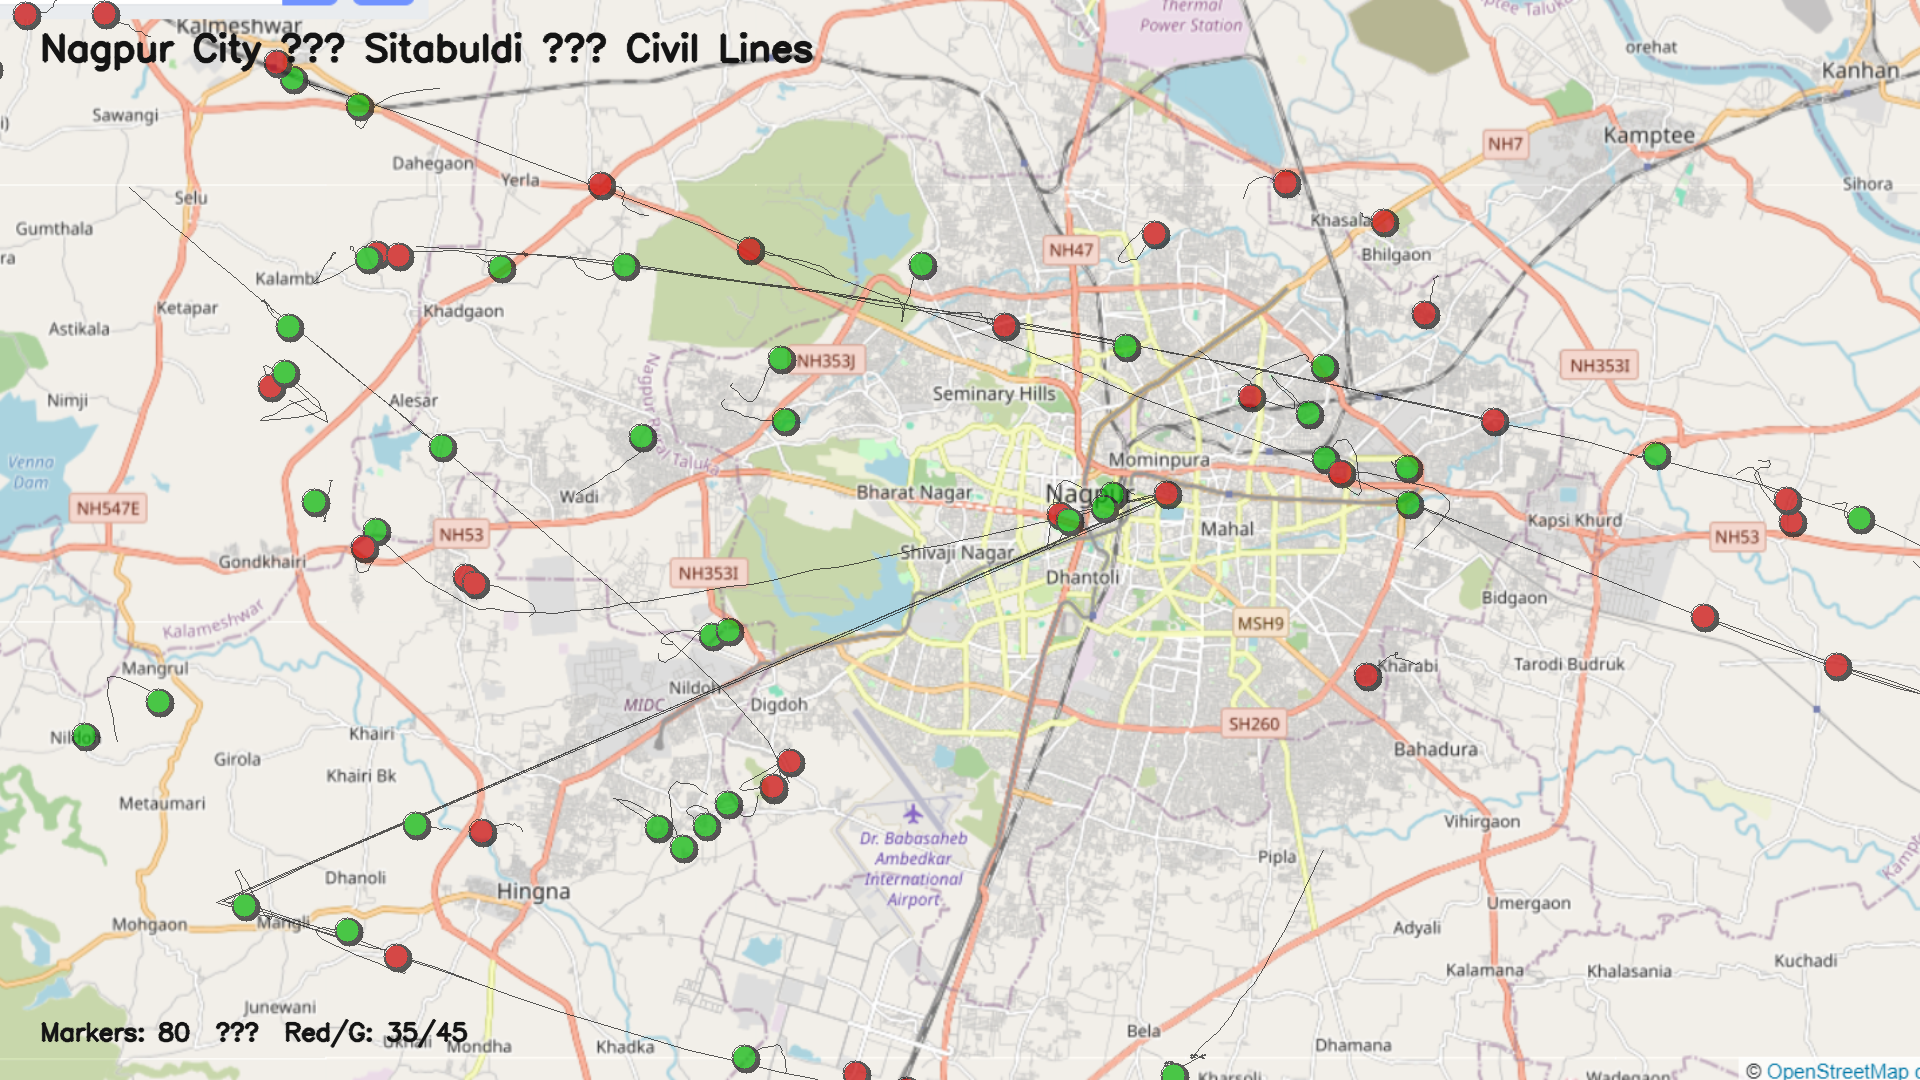 Thermal
Power Station
Kamptee Taluka
Kalmeshwar
Nagpur City ??? Sitabuldi ??? Civil Lines
orehat
Kanhan
Sawangi
NH7
Kamptee
Dahegaon
Yerla
Selu
Sihora
Gumthala
Khasala
ra
NH47
Bhilgaon
Kalambi
Ketapar
Khadgaon
Astikala
NH353J
NH353I
Nagpur Rural Taluka
Seminary Hills
Nimji
Alesar
Mominpura
Venna
Dam
Wadi
Bharat Nagar
Nagpur
NH547E
Kapsi Khurd
Mahal
NH53
NH53
Shivaji Nagar
Gondkhairi
NH353I
Dhantoli
Bidgaon
Kalameshwar
MSH9
Mangrul
Kharabi
Tarodi Budruk
Nildoh
MIDC
Digdoh
SH260
Nildoh
Khairi
Bahadura
Girola
Khairi Bk
Metaumari
Vihirgaon
Dr. Babasaheb
Ambedkar
International
Airport
Pipla
Dhanoli
Hingna
Umergaon
Mohgaon
Mangli
Adyali
Kuchadi
Kalamana
Khalasania
Junewani
Markers: 80 ??? Red/G: 35/45
Mondha
Khadka
Bela
Dhamana
Kharsoli
Wadegaon
© OpenStreetMap c